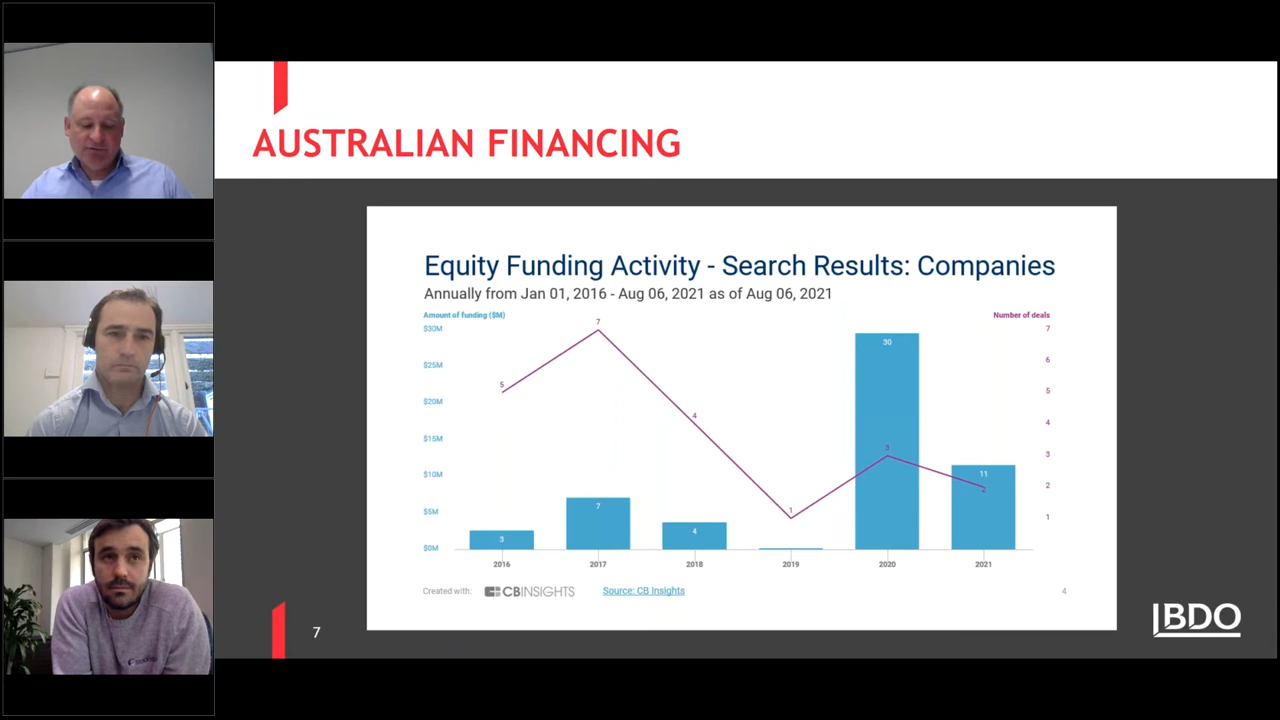 AUSTRALIAN FINANCING
Equity Funding Activity - Search Results: Companies
Annually from Jan 01, 2016 - Aug 06, 2021 as of Aug 06, 2021
Amount of funding ($M)
Number of deals
$30M
$25M
$20M
$15M
$10M
$5M
$0M
7
6
5
4
3
2
1
5
7
4
1
3
2
3
7
4
30
11
2016
2017
2018
2019
2020
2021
Created with:
CBINSIGHTS
Source: CB Insights
4
7
BDO